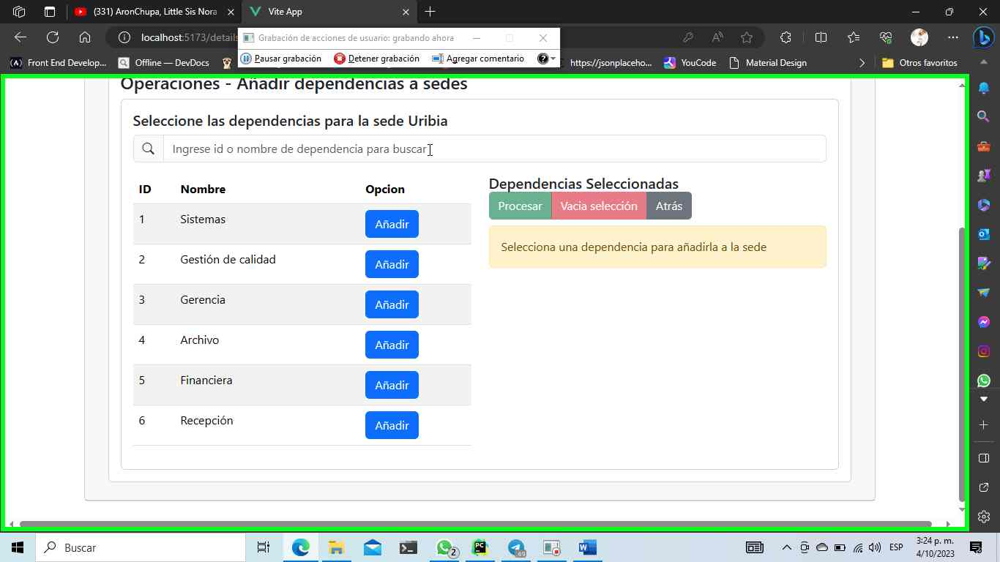 (331) AronChupa, Little Sis Nora
Vite App
localhost:5173/details
Grabación de acciones de usuario: grabando ahora
Pausar grabación
Detener grabación
Agregar comentario
Front End Develop...
Offline — DevDocs
https://jsonplaceho...
YouCode
Material Design
Otros favoritos
Operaciones - Añadir dependencias a sedes
Seleccione las dependencias para la sede Uribia
Ingrese id o nombre de dependencia para buscar
ID Nombre Opcion
1 Sistemas Añadir
2 Gestión de calidad Añadir
3 Gerencia Añadir
4 Archivo Añadir
5 Financiera Añadir
6 Recepción Añadir
Dependencias Seleccionadas
Procesar Vacia selección Atrás
Selecciona una dependencia para añadirla a la sede
Buscar
2
ESP
3:24 p. m.
4/10/2023